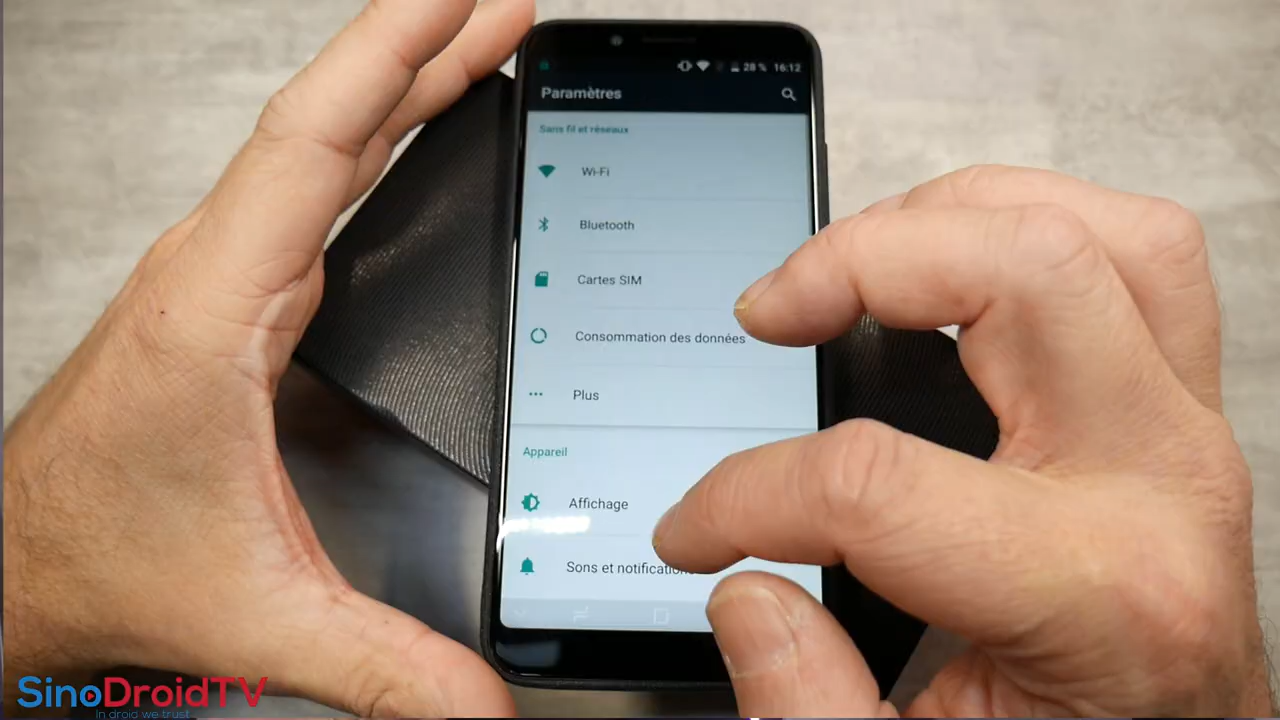 28 % 16:12
Paramètres
Sans fil et réseaux
Wi-Fi
Bluetooth
Cartes SIM
Consommation des données
Plus
Appareil
Affichage
Sons et notifications
SinoDroidTV
In droid we trust